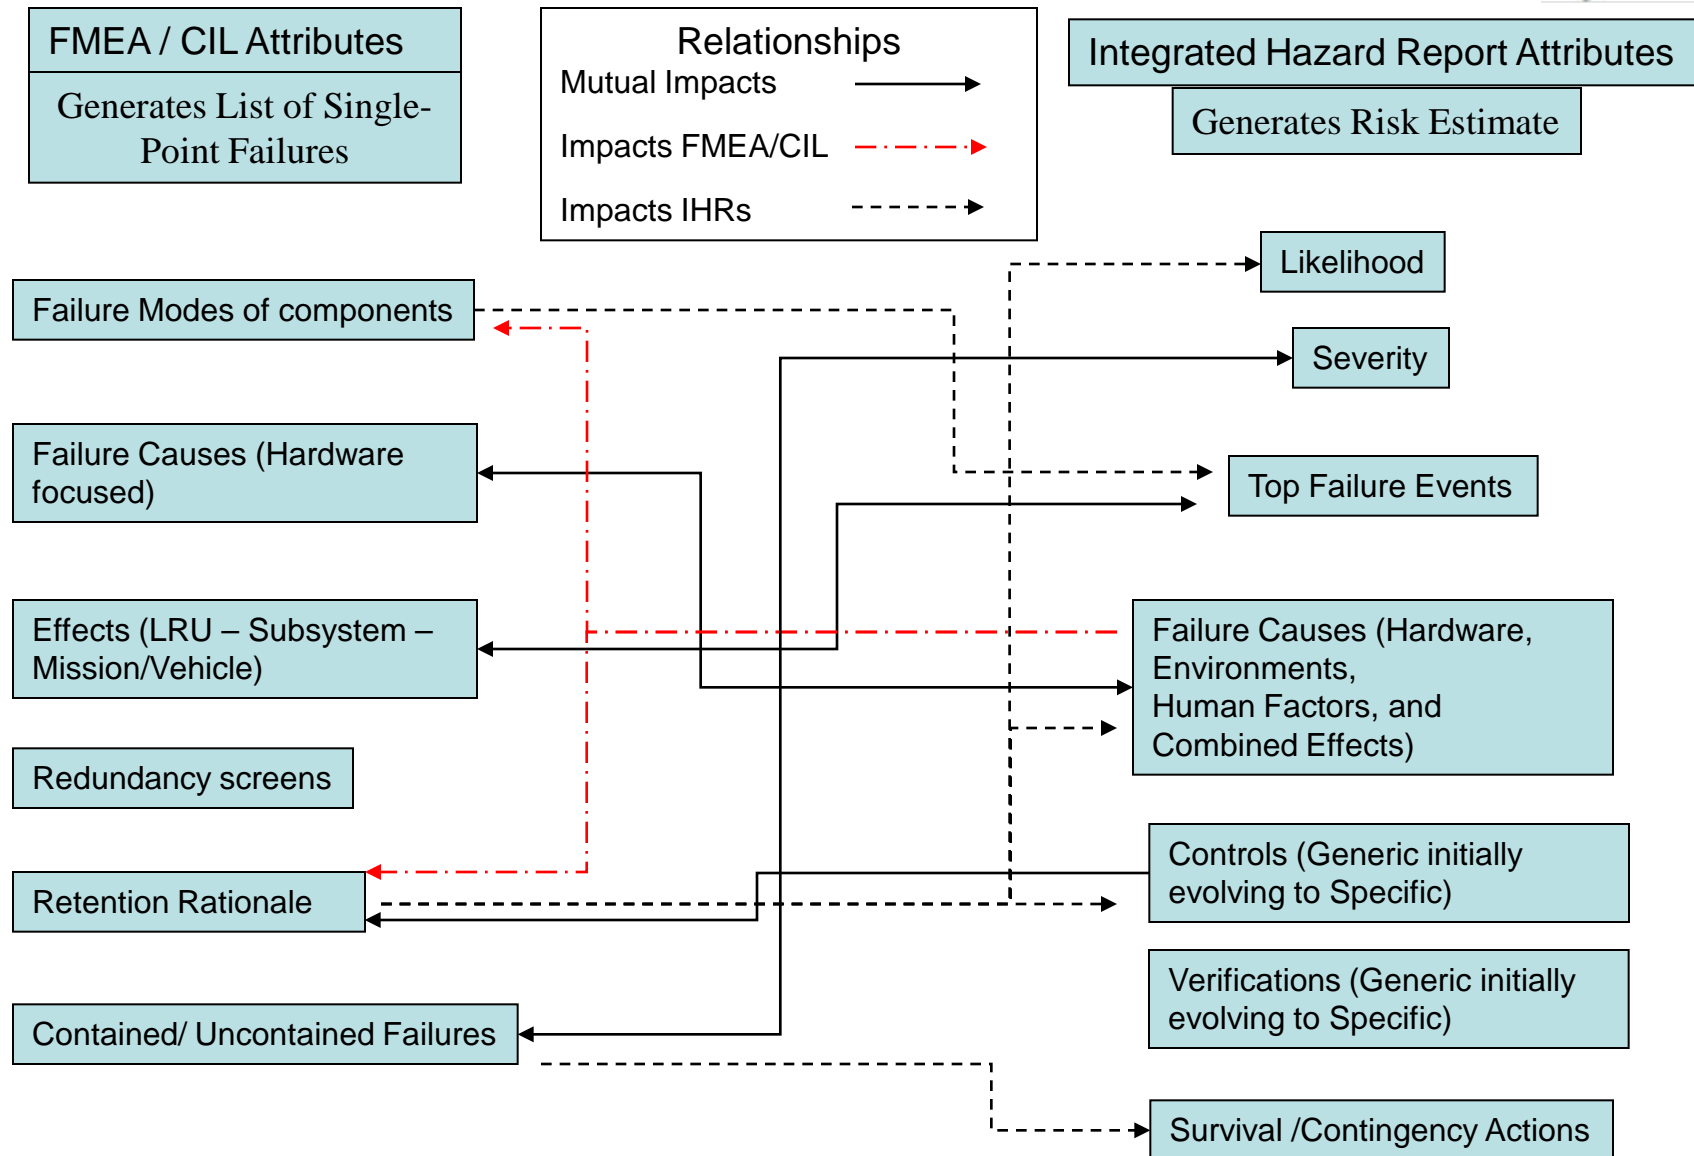 FMEA / CIL Attributes
Generates List of Single-
Point Failures
Relationships
Mutual Impacts
Impacts FMEA/CIL
Impacts IHRs
Integrated Hazard Report Attributes
Generates Risk Estimate
Failure Modes of components
Failure Causes (Hardware
focused)
Effects (LRU – Subsystem –
Mission/Vehicle)
Redundancy screens
Retention Rationale
Contained/ Uncontained Failures
Likelihood
Severity
Top Failure Events
Failure Causes (Hardware,
Environments,
Human Factors, and
Combined Effects)
Controls (Generic initially
evolving to Specific)
Verifications (Generic initially
evolving to Specific)
Survival /Contingency Actions